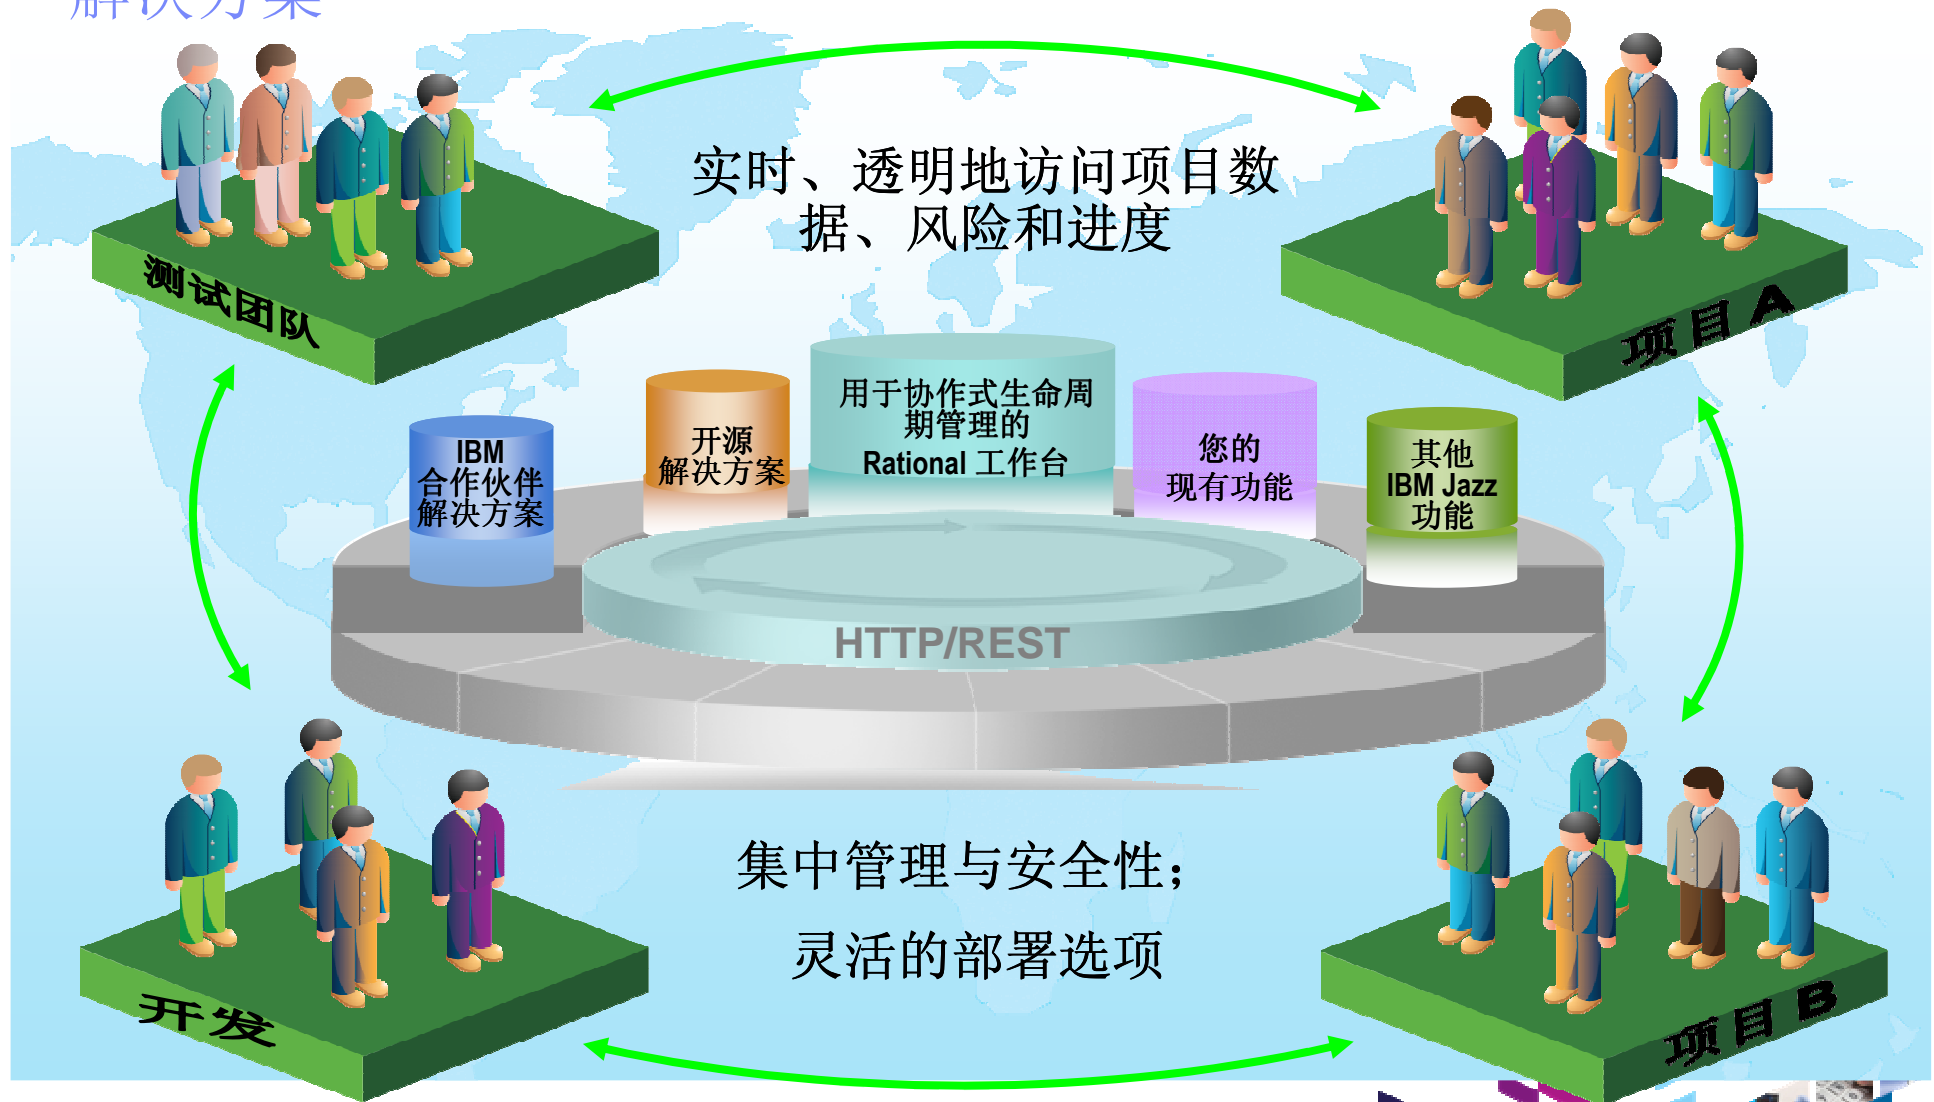 解决方案
实时、透明地访问项目数
据、风险和进度
测试团队
项目 A
用于协作式生命周
期管理的
Rational 工作台
开源
解决方案
您的
现有功能
IBM
合作伙伴
解决方案
其他
IBM Jazz
功能
HTTP/REST
集中管理与安全性；
灵活的部署选项
开发
项目 B